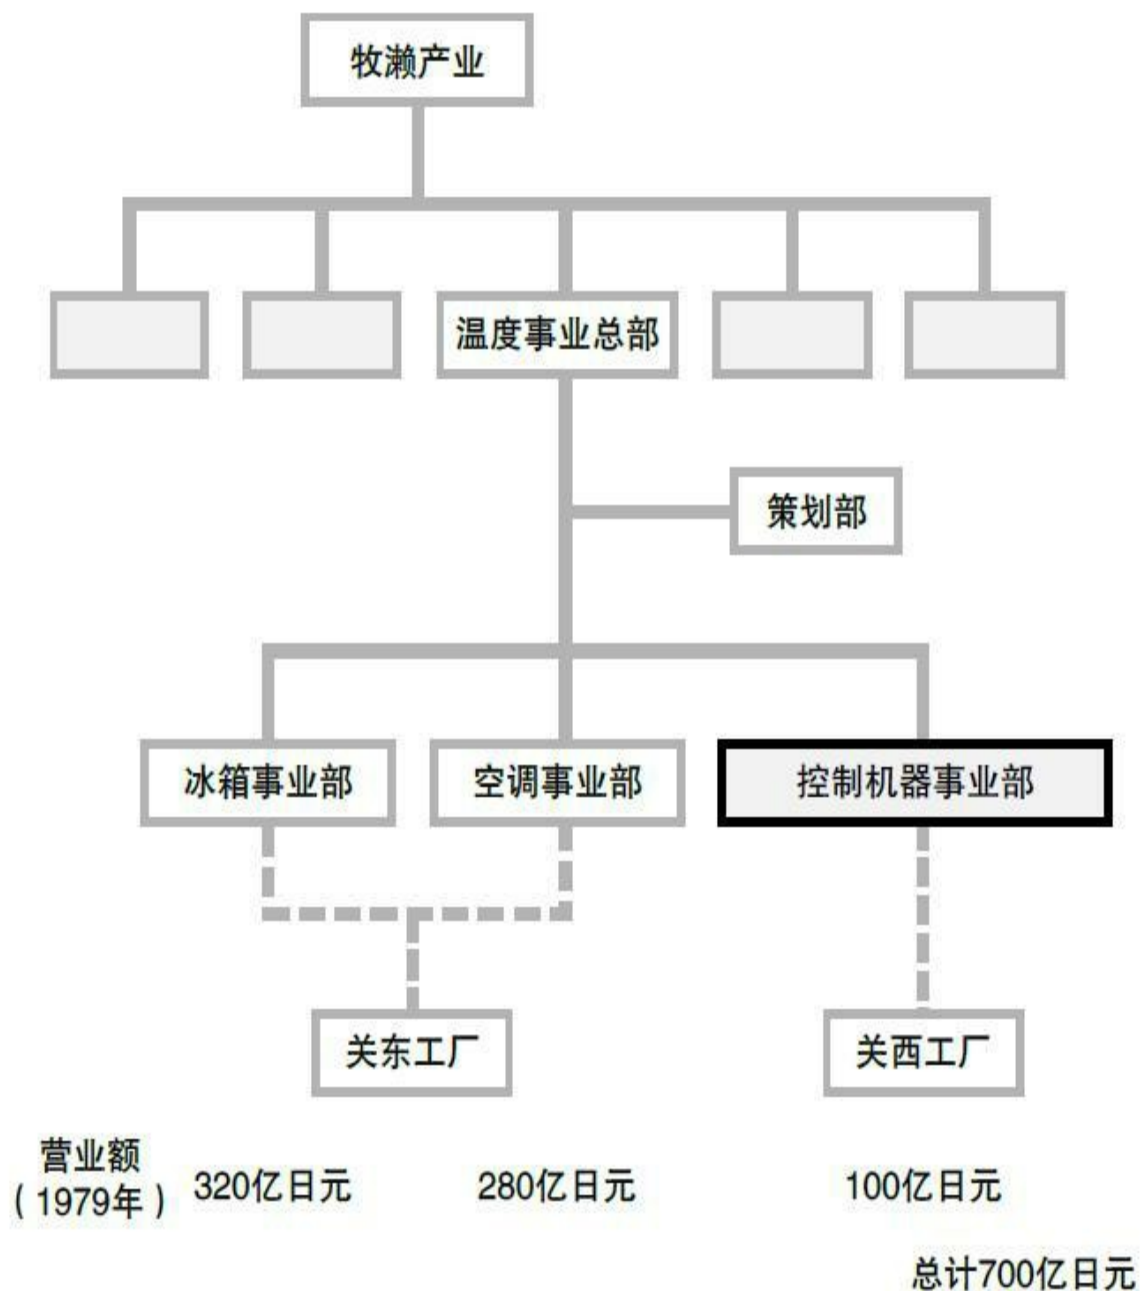 牧濑产业
温度事业总部
策划部
冰箱事业部
空调事业部
控制机器事业部
关东工厂
关西工厂
营业额
（1979年）
320亿日元
280亿日元
100亿日元
总计700亿日元